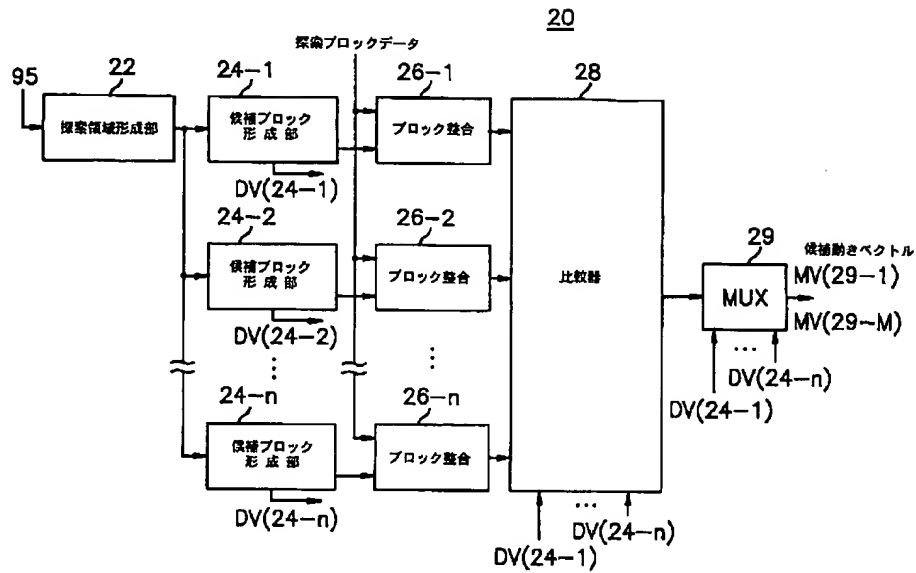 20
探索ブロックデータ
95
22
探索領域形成部
24-1
候補ブロック
形成部
DV(24-1)
26-1
ブロック整合
28
比較器
24-2
候補ブロック
形成部
DV(24-2)
26-2
ブロック整合
29
MUX
候補動きベクトル
MV(29-1)
MV(29~M)
...
DV(24-n)
DV(24-1)
⋮
⋮
24-n
候補ブロック
形成部
DV(24-n)
26-n
ブロック整合
...
DV(24-n)
DV(24-1)